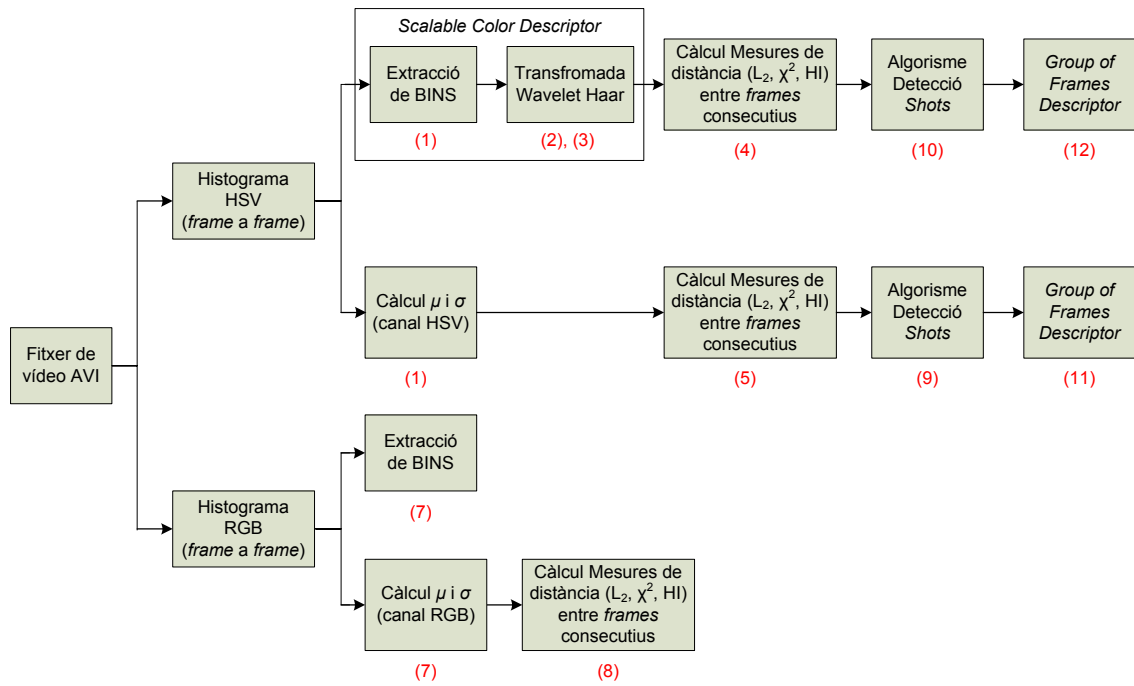 Scalable Color Descriptor
Extracció
de BINS
(1)
Transfromada
Wavelet Haar
(2), (3)
Càlcul Mesures de
distància (L₂, χ², HI)
entre frames
consecutius
(4)
Algorisme
Detecció
Shots
(10)
Group of
Frames
Descriptor
(12)
Histograma
HSV
(frame a frame)
Càlcul µ i σ
(canal HSV)
(1)
Càlcul Mesures de
distància (L₂, χ², HI)
entre frames
consecutius
(5)
Algorisme
Detecció
Shots
(9)
Group of
Frames
Descriptor
(11)
Fitxer de
vídeo AVI
Extracció
de BINS
(7)
Histograma
RGB
(frame a frame)
Càlcul µ i σ
(canal RGB)
(7)
Càlcul Mesures de
distància (L₂, χ², HI)
entre frames
consecutius
(8)